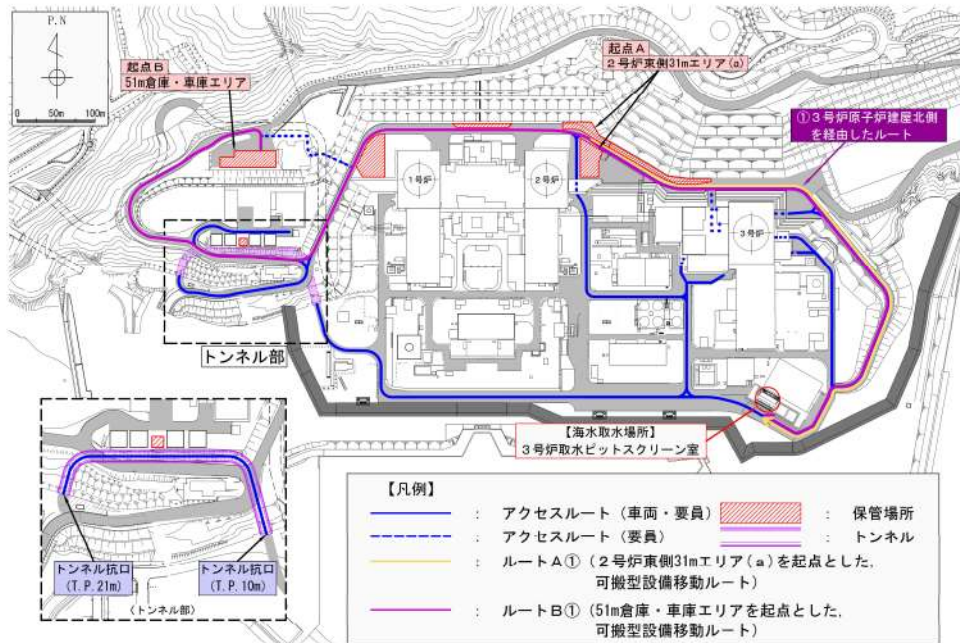 P.N
0 50m 100m
起点B
51m倉庫・車庫エリア
起点A
2号炉東側31mエリア(a)
①3号炉原子炉建屋北側
を経由したルート
1号炉
2号炉
3号炉
トンネル部
【海水取水場所】
3号炉取水ピットスクリーン室
トンネル坑口
(T.P.21m)
トンネル坑口
(T.P.10m)
(トンネル部)
【凡例】
: アクセスルート(車両・要員)
: 保管場所
: アクセスルート(要員)
: トンネル
: ルートA①(2号炉東側31mエリア(a)を起点とした,
可搬型設備移動ルート)
: ルートB①(51m倉庫・車庫エリアを起点とした,
可搬型設備移動ルート)